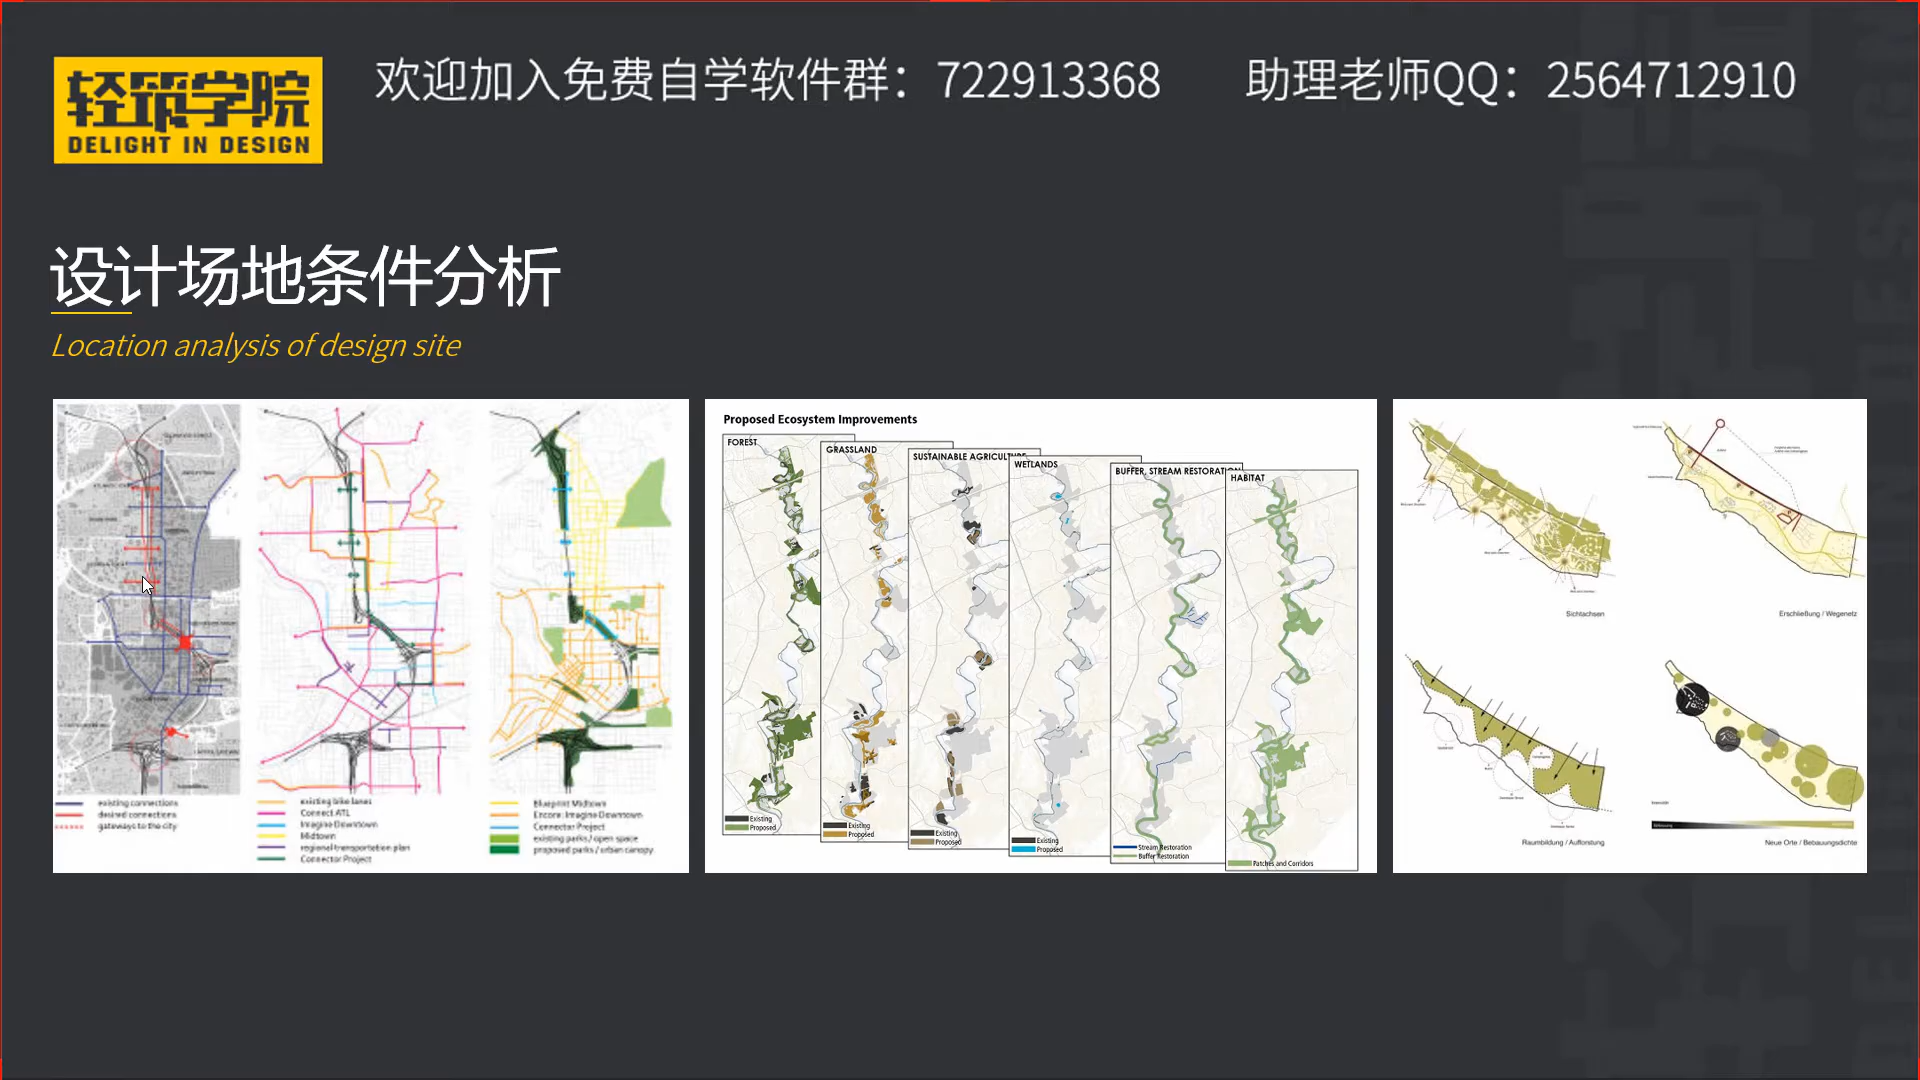 轻筑学院
DELIGHT IN DESIGN
欢迎加入免费自学软件群：722913368
助理老师QQ：2564712910
设计场地条件分析
Location analysis of design site
existing connections
desired connections
gateways to the city
existing bike lanes
Connect ATL
Imagine Downtown
Midtown
regional transportation plan
Connector Project
Blueprint Midtown
Encore: Imagine Downtown
Connector Project
existing parks / open space
proposed parks / urban canopy
Proposed Ecosystem Improvements
FOREST
GRASSLAND
SUSTAINABLE AGRICULTURE
WETLANDS
BUFFER, STREAM RESTORATION
HABITAT
Existing
Proposed
Existing
Proposed
Existing
Proposed
Existing
Proposed
Stream Restoration
Buffer Restoration
Patches and Corridors
Sichtachsen
Erschließung / Wegenetz
Raumbildung / Aufforstung
Neue Orte / Bebauungsdichte